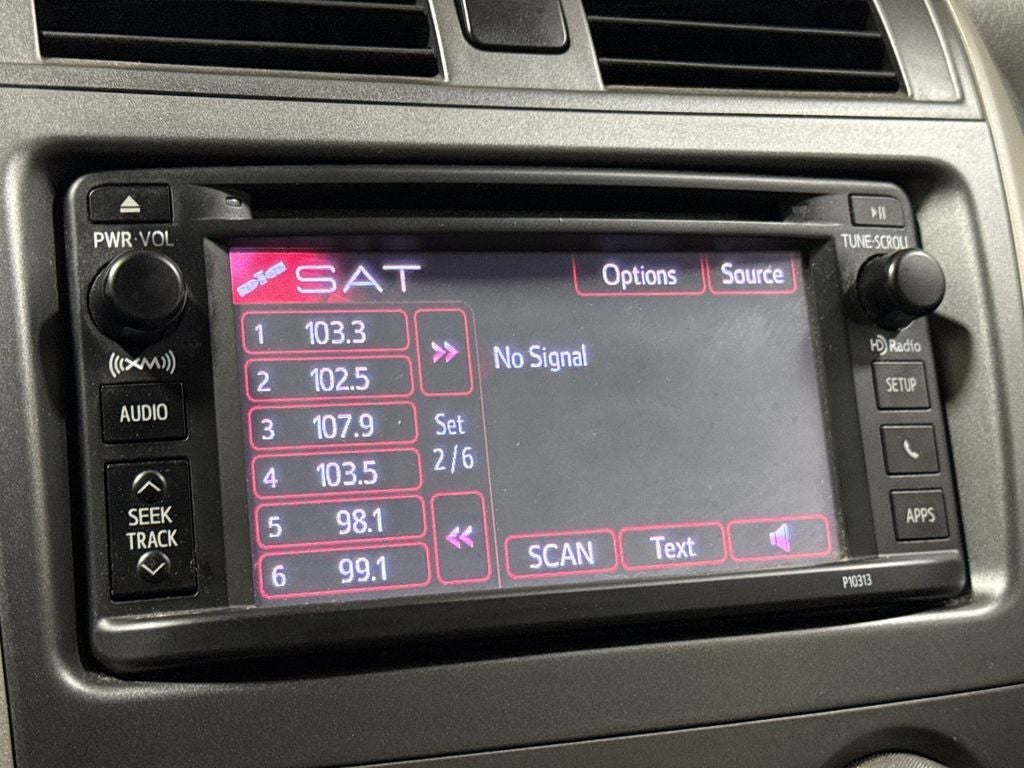 PWR·VOL
TUNE·SCROLL
SAT
Options
Source
1 103.3
2 102.5
3 107.9
4 103.5
5 98.1
6 99.1
Set
2/6
No Signal
SCAN
Text
((XM))
AUDIO
SEEK
TRACK
HD Radio
SETUP
APPS
P10313